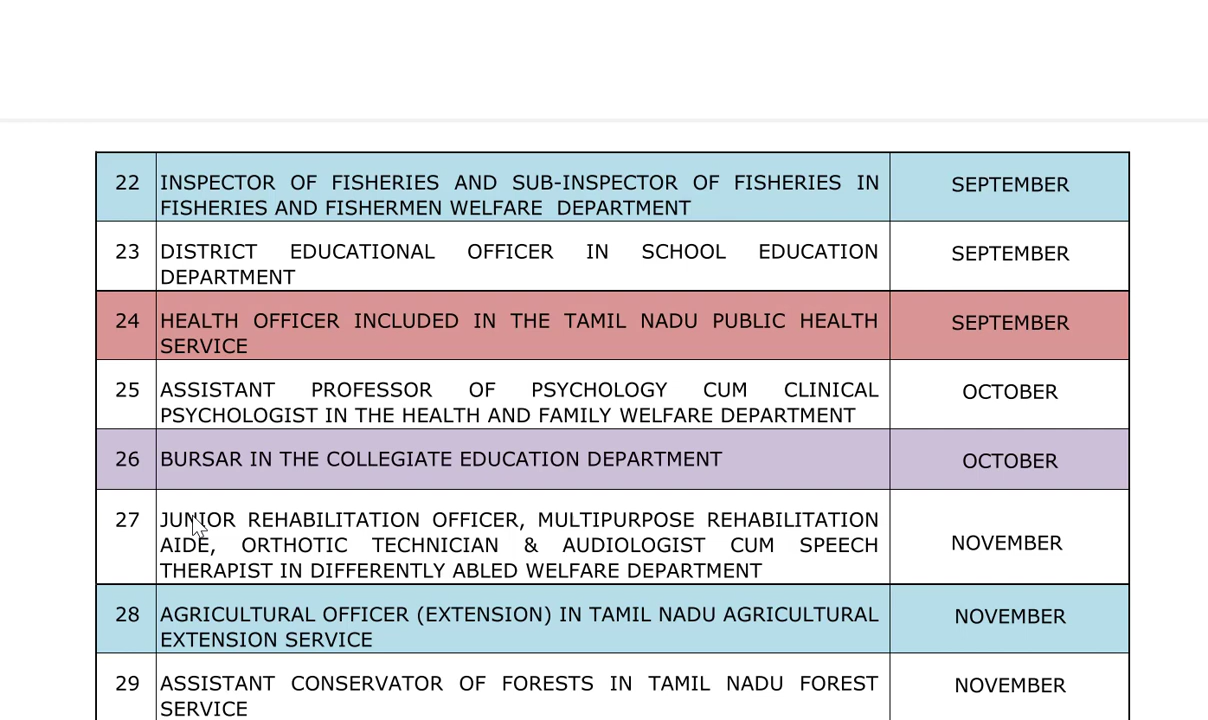 22 INSPECTOR OF FISHERIES AND SUB-INSPECTOR OF FISHERIES IN SEPTEMBER
FISHERIES AND FISHERMEN WELFARE DEPARTMENT
23 DISTRICT EDUCATIONAL OFFICER IN SCHOOL EDUCATION SEPTEMBER
DEPARTMENT
24 HEALTH OFFICER INCLUDED IN THE TAMIL NADU PUBLIC HEALTH SEPTEMBER
SERVICE
25 ASSISTANT PROFESSOR OF PSYCHOLOGY CUM CLINICAL OCTOBER
PSYCHOLOGIST IN THE HEALTH AND FAMILY WELFARE DEPARTMENT
26 BURSAR IN THE COLLEGIATE EDUCATION DEPARTMENT OCTOBER
27 JUNIOR REHABILITATION OFFICER, MULTIPURPOSE REHABILITATION
AIDE, ORTHOTIC TECHNICIAN & AUDIOLOGIST CUM SPEECH NOVEMBER
THERAPIST IN DIFFERENTLY ABLED WELFARE DEPARTMENT
28 AGRICULTURAL OFFICER (EXTENSION) IN TAMIL NADU AGRICULTURAL NOVEMBER
EXTENSION SERVICE
29 ASSISTANT CONSERVATOR OF FORESTS IN TAMIL NADU FOREST NOVEMBER
SERVICE